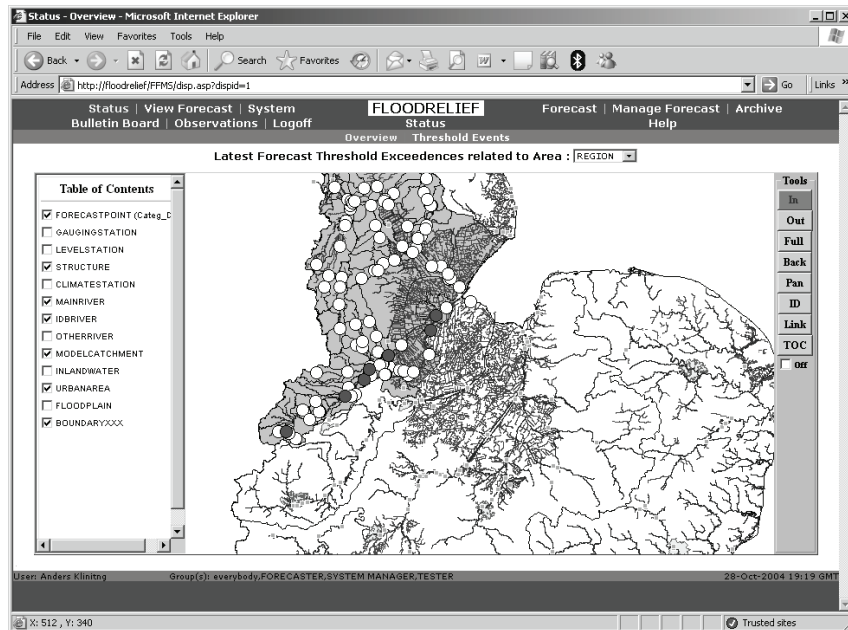 Status - Overview - Microsoft Internet Explorer
File Edit View Favorites Tools Help
Back Search Favorites
Address http://floodrelief/FFMS/disp.asp?dispid=1 Go Links »
Status | View Forecast | System FLOODRELIEF Forecast | Manage Forecast | Archive
Bulletin Board | Observations | Logoff Status Help
Overview Threshold Events
Latest Forecast Threshold Exceedences related to Area : REGION
Table of Contents
FORECASTPOINT (Categ_D
GAUGINGSTATION
LEVELSTATION
STRUCTURE
CLIMATESTATION
MAINRIVER
IDBRIVER
OTHERRIVER
MODELCATCHMENT
INLANDWATER
URBANAREA
FLOODPLAIN
BOUNDARYXXX
Tools
In
Out
Full
Back
Pan
ID
Link
TOC
Off
User: Anders Klinitng Group(s): everybody,FORECASTER,SYSTEM MANAGER,TESTER 28-Oct-2004 19:19 GMT
X: 512 , Y: 340 Trusted sites